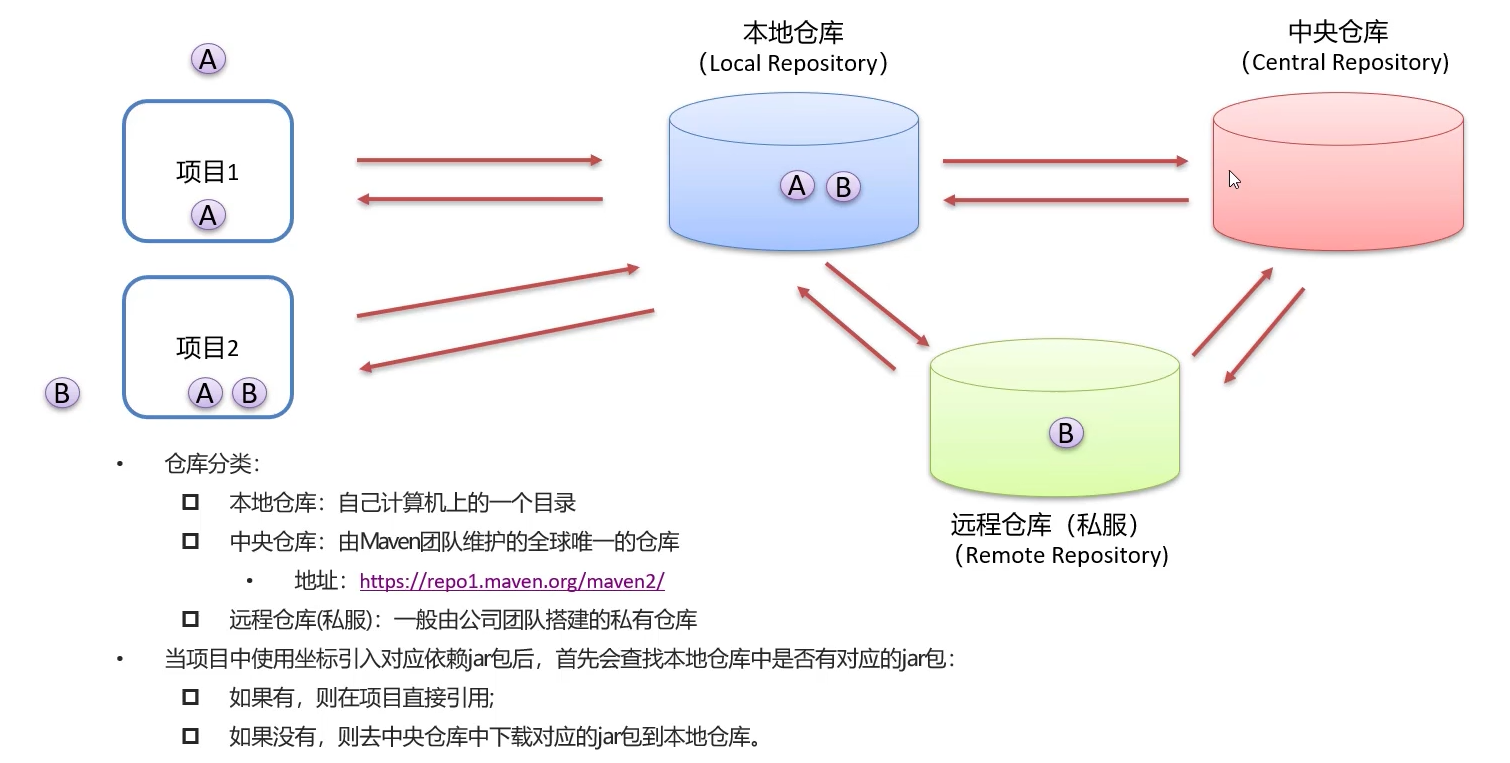 本地仓库
（Local Repository）
中央仓库
（Central Repository)
A
项目1
A
A B
项目2
A B
B
B
远程仓库（私服）
（Remote Repository)
• 仓库分类：
本地仓库：自己计算机上的一个目录
中央仓库：由Maven团队维护的全球唯一的仓库
• 地址：https://repo1.maven.org/maven2/
远程仓库(私服)：一般由公司团队搭建的私有仓库
• 当项目中使用坐标引入对应依赖jar包后，首先会查找本地仓库中是否有对应的jar包：
如果有，则在项目直接引用;
如果没有，则去中央仓库中下载对应的jar包到本地仓库。